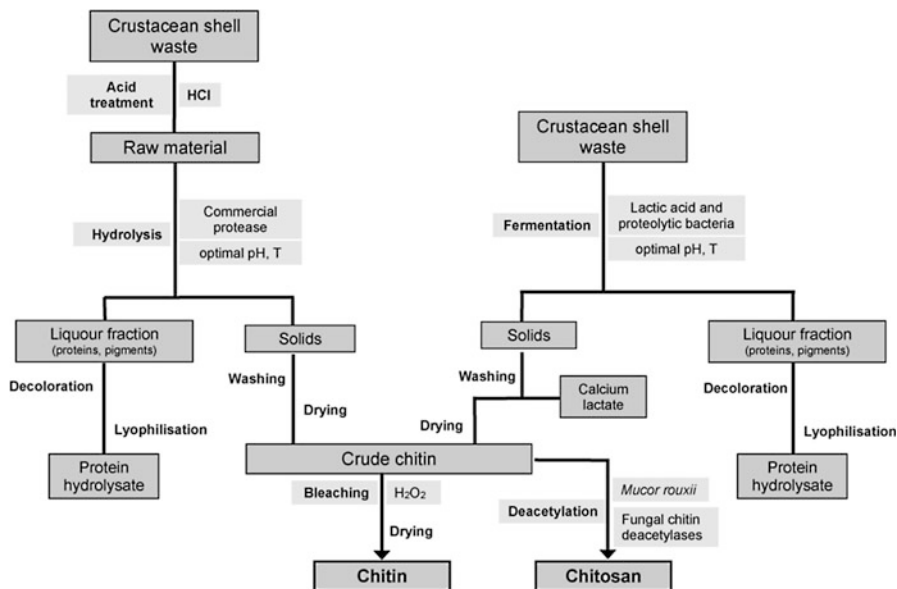 Crustacean shell
waste
Acid
treatment
HCl
Raw material
Hydrolysis
Commercial
protease
optimal pH, T
Liquour fraction
(proteins, pigments)
Solids
Decoloration
Washing
Lyophilisation
Drying
Protein
hydrolysate
Crustacean shell
waste
Fermentation
Lactic acid and
proteolytic bacteria
optimal pH, T
Solids
Liquour fraction
(proteins, pigments)
Washing
Calcium
lactate
Drying
Decoloration
Lyophilisation
Protein
hydrolysate
Crude chitin
Bleaching
H₂O₂
Drying
Deacetylation
Mucor rouxii
Fungal chitin
deacetylases
Chitin
Chitosan